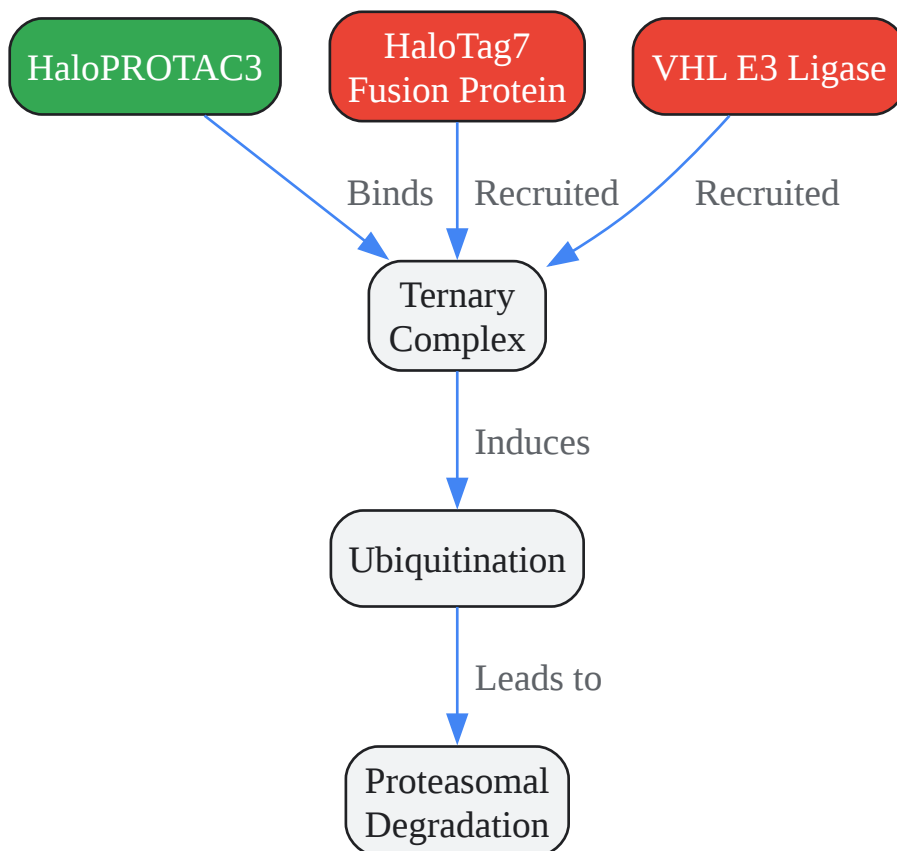 HaloPROTAC3
HaloTag7
Fusion Protein
VHL E3 Ligase
Binds
Recruited
Recruited
Ternary
Complex
Induces
Ubiquitination
Leads to
Proteasomal
Degradation